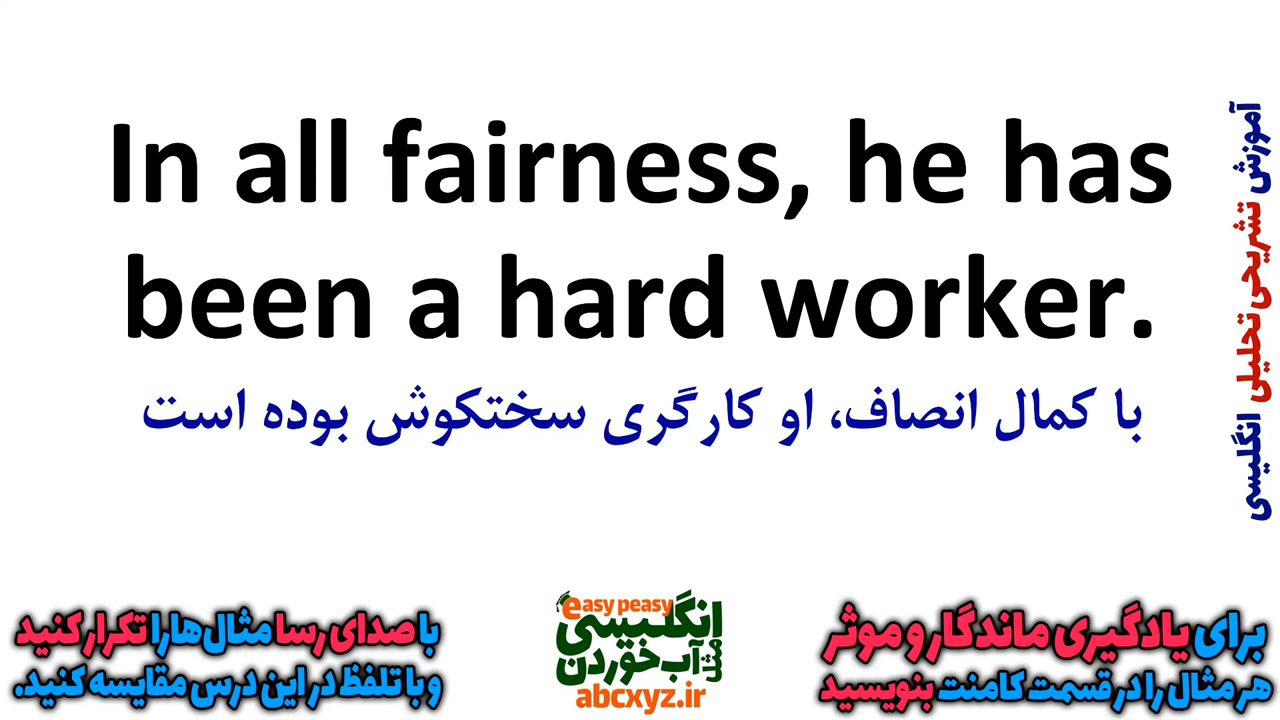 In all fairness, he has
been a hard worker.
با کمال انصاف، او کارگری سختکوش بوده است
آموزش تشریحی تحلیلی انگلیسی
برای یادگیری ماندگار و موثر
هر مثال را در قسمت کامنت بنویسید
easy peasy
انگلیسی
مثل آب خوردن
abcxyz.ir
با صدای رسا مثال‌ها را تکرار کنید
و با تلفظ در این درس مقایسه کنید.